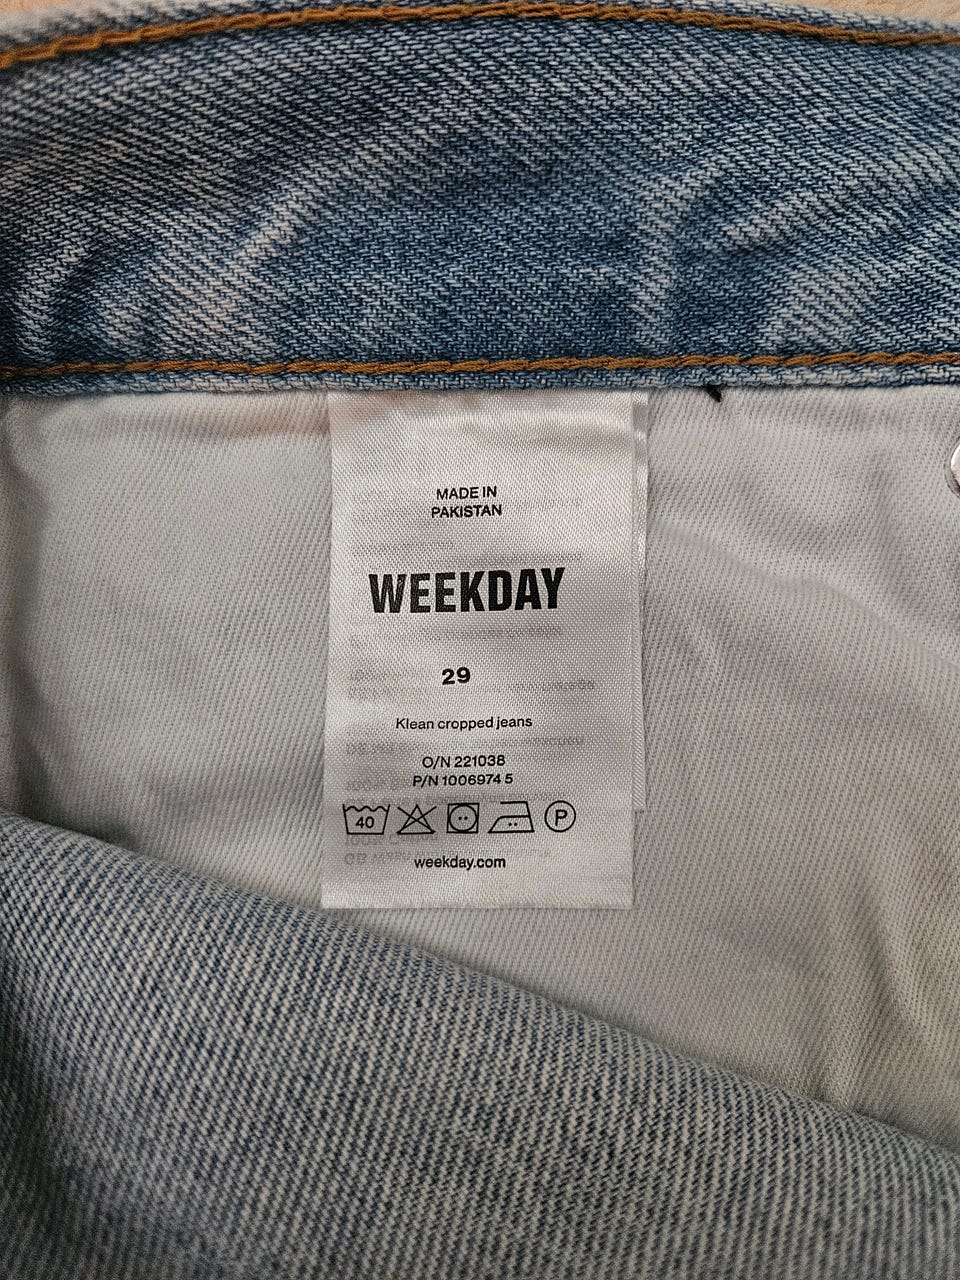 MADE IN
PAKISTAN
WEEKDAY
29
Klean cropped jeans
O/N 221038
P/N 1006974 5
40
P
weekday.com